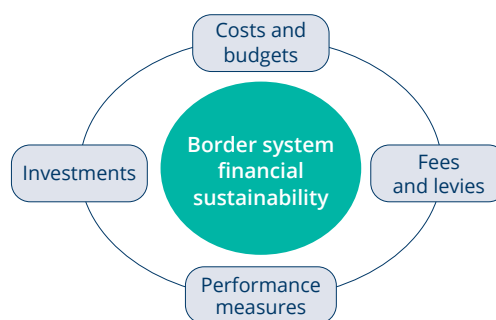 Costs and
budgets
Border system
financial
sustainability
Investments
Fees
and levies
Performance
measures